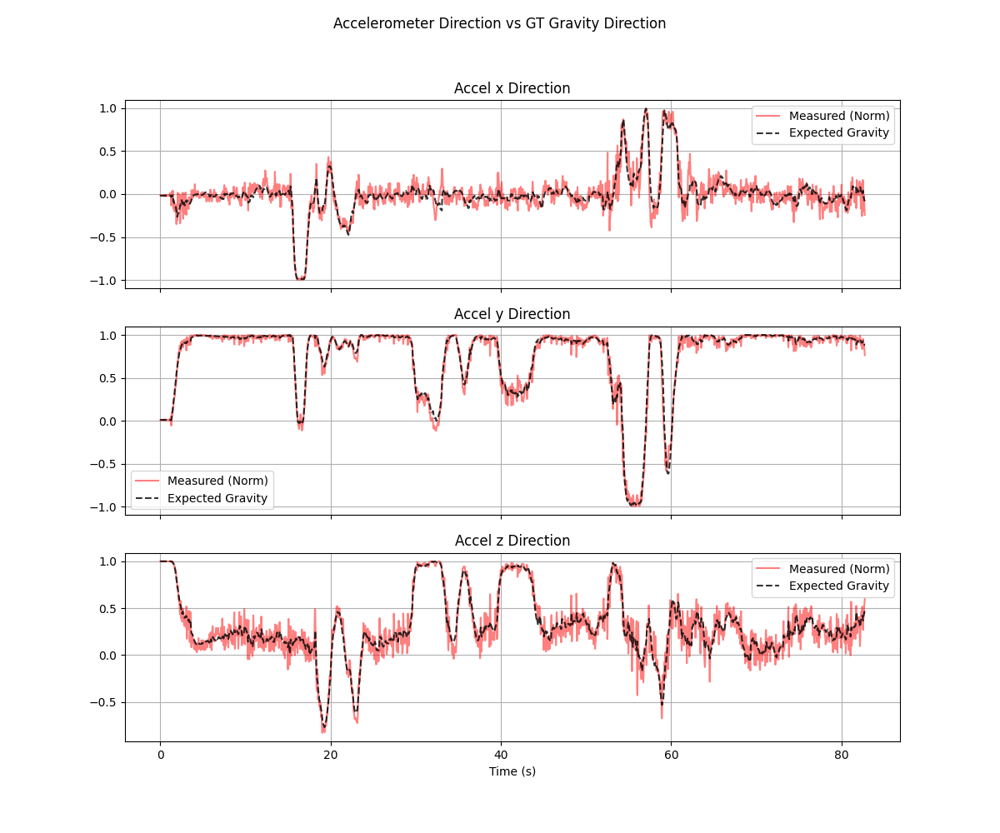 Accelerometer Direction vs GT Gravity Direction
Accel x Direction
1.0
0.5
0.0
−0.5
−1.0
Measured (Norm)
Expected Gravity
Accel y Direction
1.0
0.5
0.0
−0.5
−1.0
Measured (Norm)
Expected Gravity
Accel z Direction
1.0
0.5
0.0
−0.5
Measured (Norm)
Expected Gravity
0 20 40 60 80
Time (s)